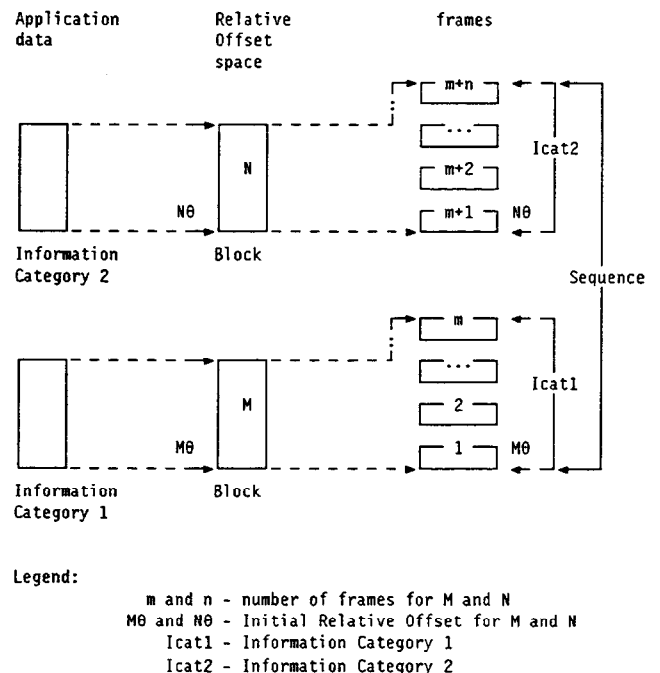 Application Relative frames
data Offset
space
m+n
...
Icat2
N
m+2
m+1
Nθ Nθ
Information Block
Category 2
Sequence
m
...
Icat1
M
2
1
Mθ Mθ
Information Block
Category 1
Legend:
m and n - number of frames for M and N
Mθ and Nθ - Initial Relative Offset for M and N
Icat1 - Information Category 1
Icat2 - Information Category 2